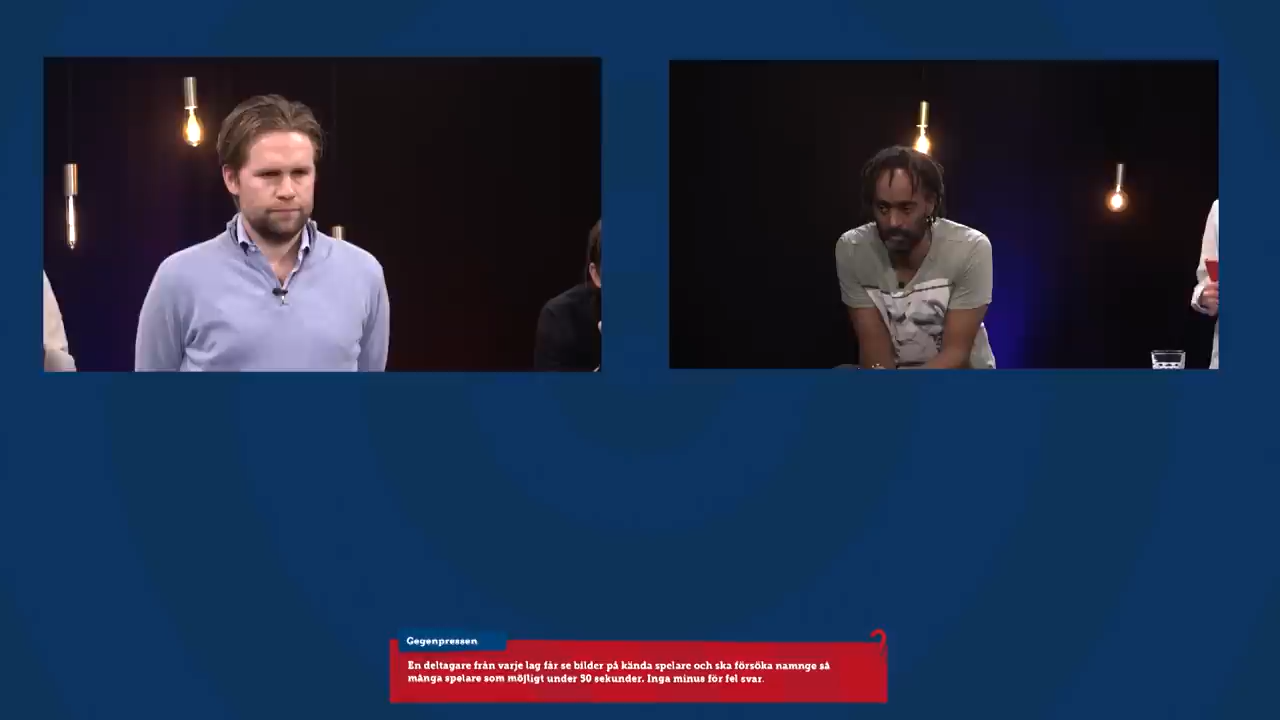 Gegenpressen
En deltagare från varje lag får se bilder på kända spelare och ska försöka namnge så
många spelare som möjligt under 50 sekunder. Inga minus för fel svar.